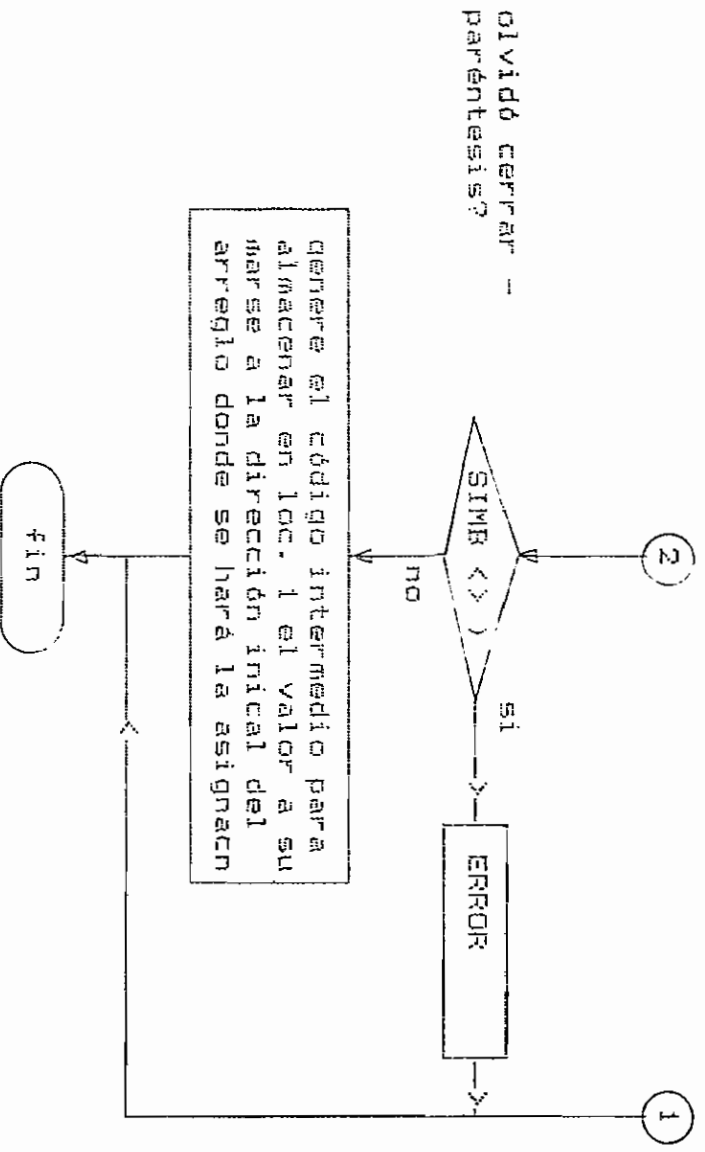 2
1
olvidó cerrar -
paréntesis?
SIMB <> )
si
no
ERROR
genere el código intermedio para
almacenar en loc. 1 el valor a su
marse a la dirección inical del
arreglo donde se hará la asignacn
fin